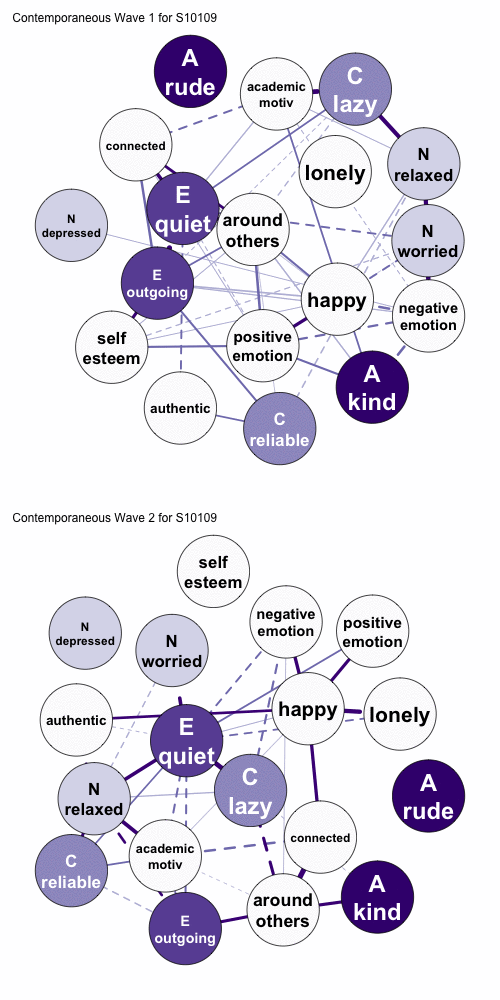 Contemporaneous Wave 1 for S10109
A
rude
academic
motiv
C
lazy
connected
lonely
N
relaxed
E
quiet
around
others
N
depressed
N
worried
E
outgoing
happy
negative
emotion
self
esteem
positive
emotion
A
kind
authentic
C
reliable
Contemporaneous Wave 2 for S10109
self
esteem
negative
emotion
N
depressed
N
worried
positive
emotion
authentic
happy
lonely
E
quiet
C
lazy
A
rude
N
relaxed
connected
academic
motiv
C
reliable
around
others
A
kind
E
outgoing